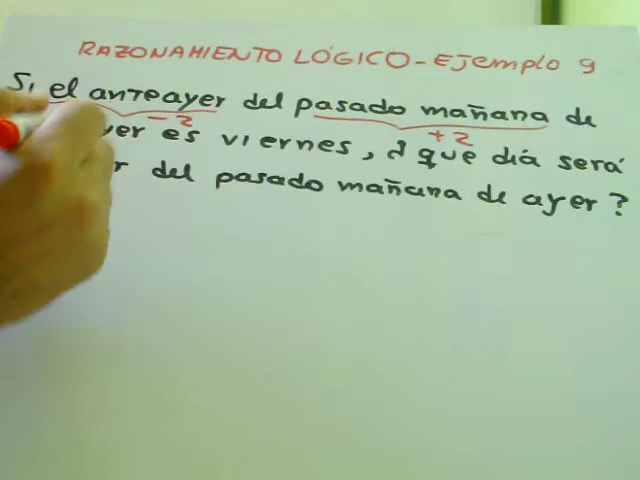 RAZONAMIENTO LÓGICO - Ejemplo 9
Si el anteayer del pasado mañana de
-2 +2
yer es viernes, ¿que día será
r del pasado mañana de ayer?